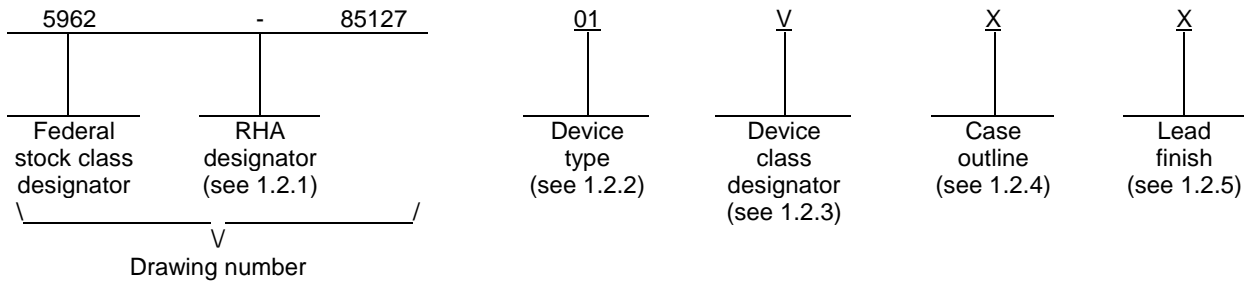 5962 - 85127 01 V X X
Federal stock class designator
RHA designator (see 1.2.1)
Device type (see 1.2.2)
Device class designator (see 1.2.3)
Case outline (see 1.2.4)
Lead finish (see 1.2.5)
\ /
\/
Drawing number